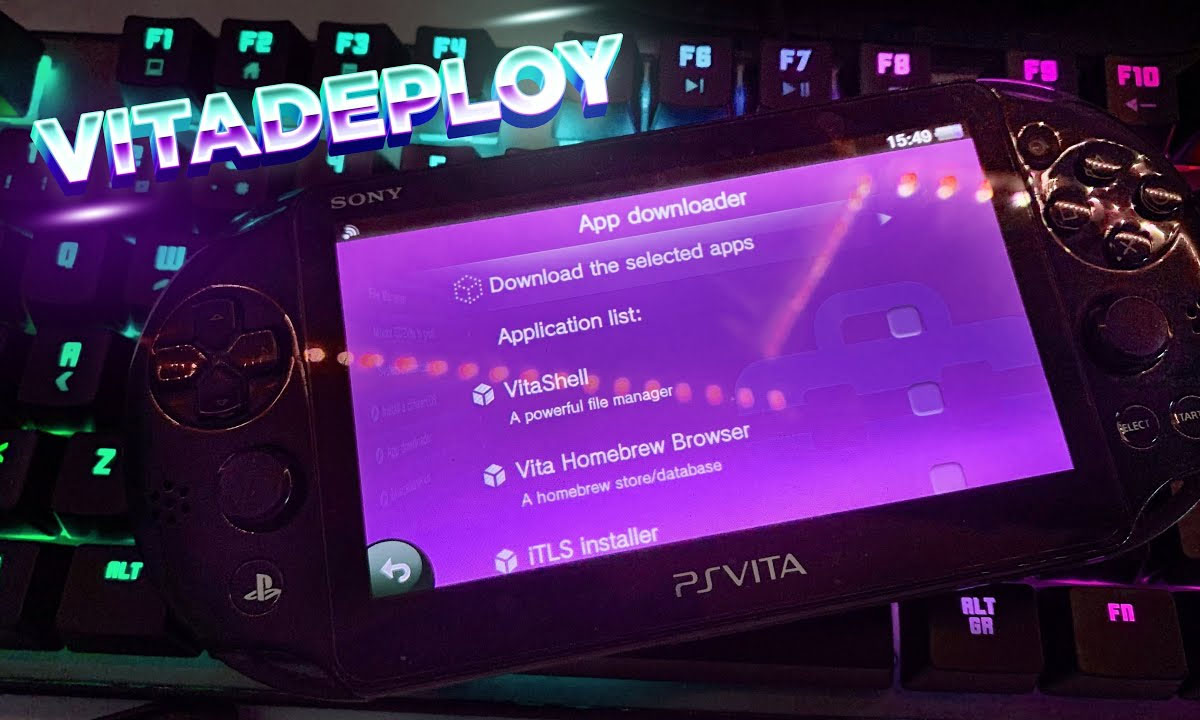 F1
F2
F3
F4
F6
F7
F8
F9
F10
VITADEPLOY
SONY
15:49
App downloader
Download the selected apps
Application list:
VitaShell
A powerful file manager
Vita Homebrew Browser
A homebrew store/database
iTLS installer
Q
W
A
Z
ALT
SELECT
START
PSVITA
ALT
GR
FN